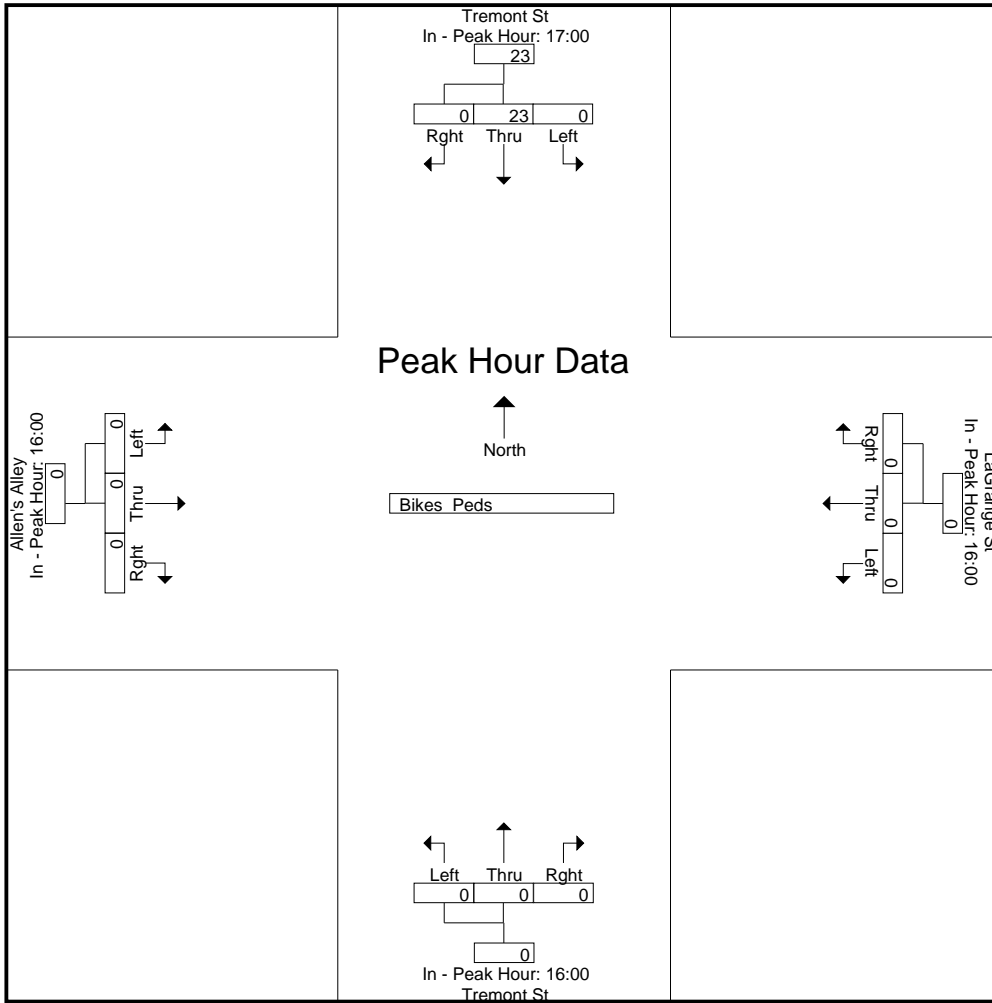 Tremont St
In - Peak Hour: 17:00
23
0 23 0
Rght Thru Left
Peak Hour Data
North
Bikes Peds
Allen's Alley
In - Peak Hour: 16:00
0
0 0 0
Left Thru Rght
Rght Thru Left
0 0 0
0
In - Peak Hour: 16:00
LaGrange St
Left Thru Rght
0 0 0
0
In - Peak Hour: 16:00
Tremont St